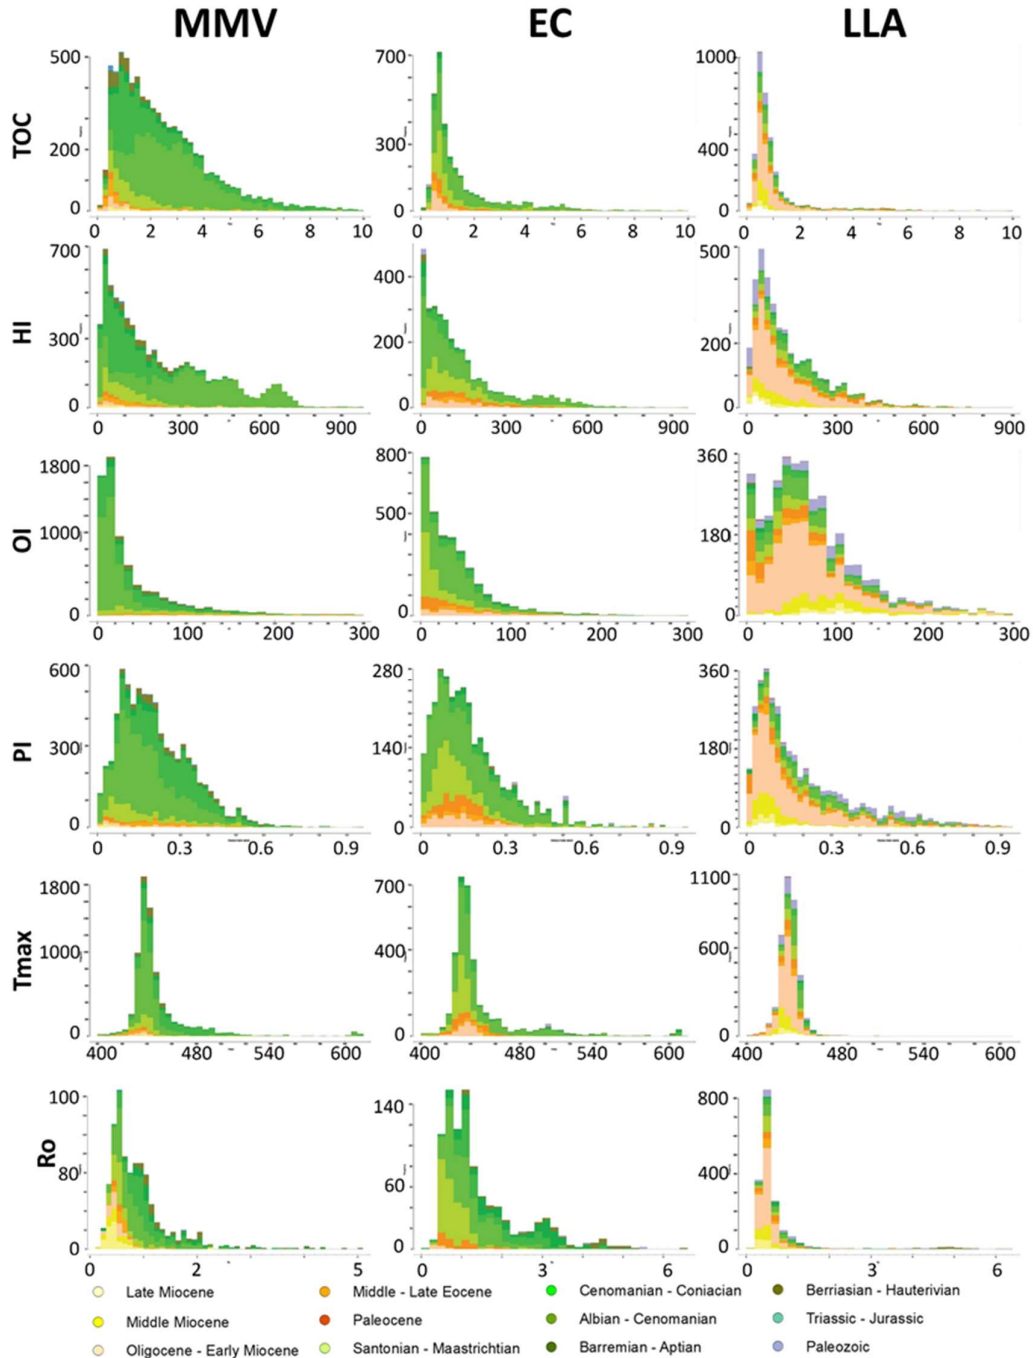 MMV EC LLA
TOC
500
200
0
0 2 4 6 8 10
700
300
0
0 2 4 6 8 10
1000
400
0
0 2 4 6 8 10
HI
700
300
0
0 300 600 900
400
200
0
0 300 600 900
500
200
0
0 300 600 900
OI
1800
1000
0
0 100 200 300
800
500
0
0 100 200 300
360
180
0
0 100 200 300
PI
600
300
0
0 0.3 0.6 0.9
280
140
0
0 0.3 0.6 0.9
360
180
0
0 0.3 0.6 0.9
Tmax
1800
1000
0
400 480 540 600
700
400
0
400 480 540 600
1100
600
0
400 480 540 600
Ro
100
80
0
0 1 2 5
140
60
0
0 3 6
800
400
0
0 3 6
Late Miocene Middle - Late Eocene Cenomanian - Coniacian Berriasian - Hauterivian
Middle Miocene Paleocene Albian - Cenomanian Triassic - Jurassic
Oligocene - Early Miocene Santonian - Maastrichtian Barremian - Aptian Paleozoic